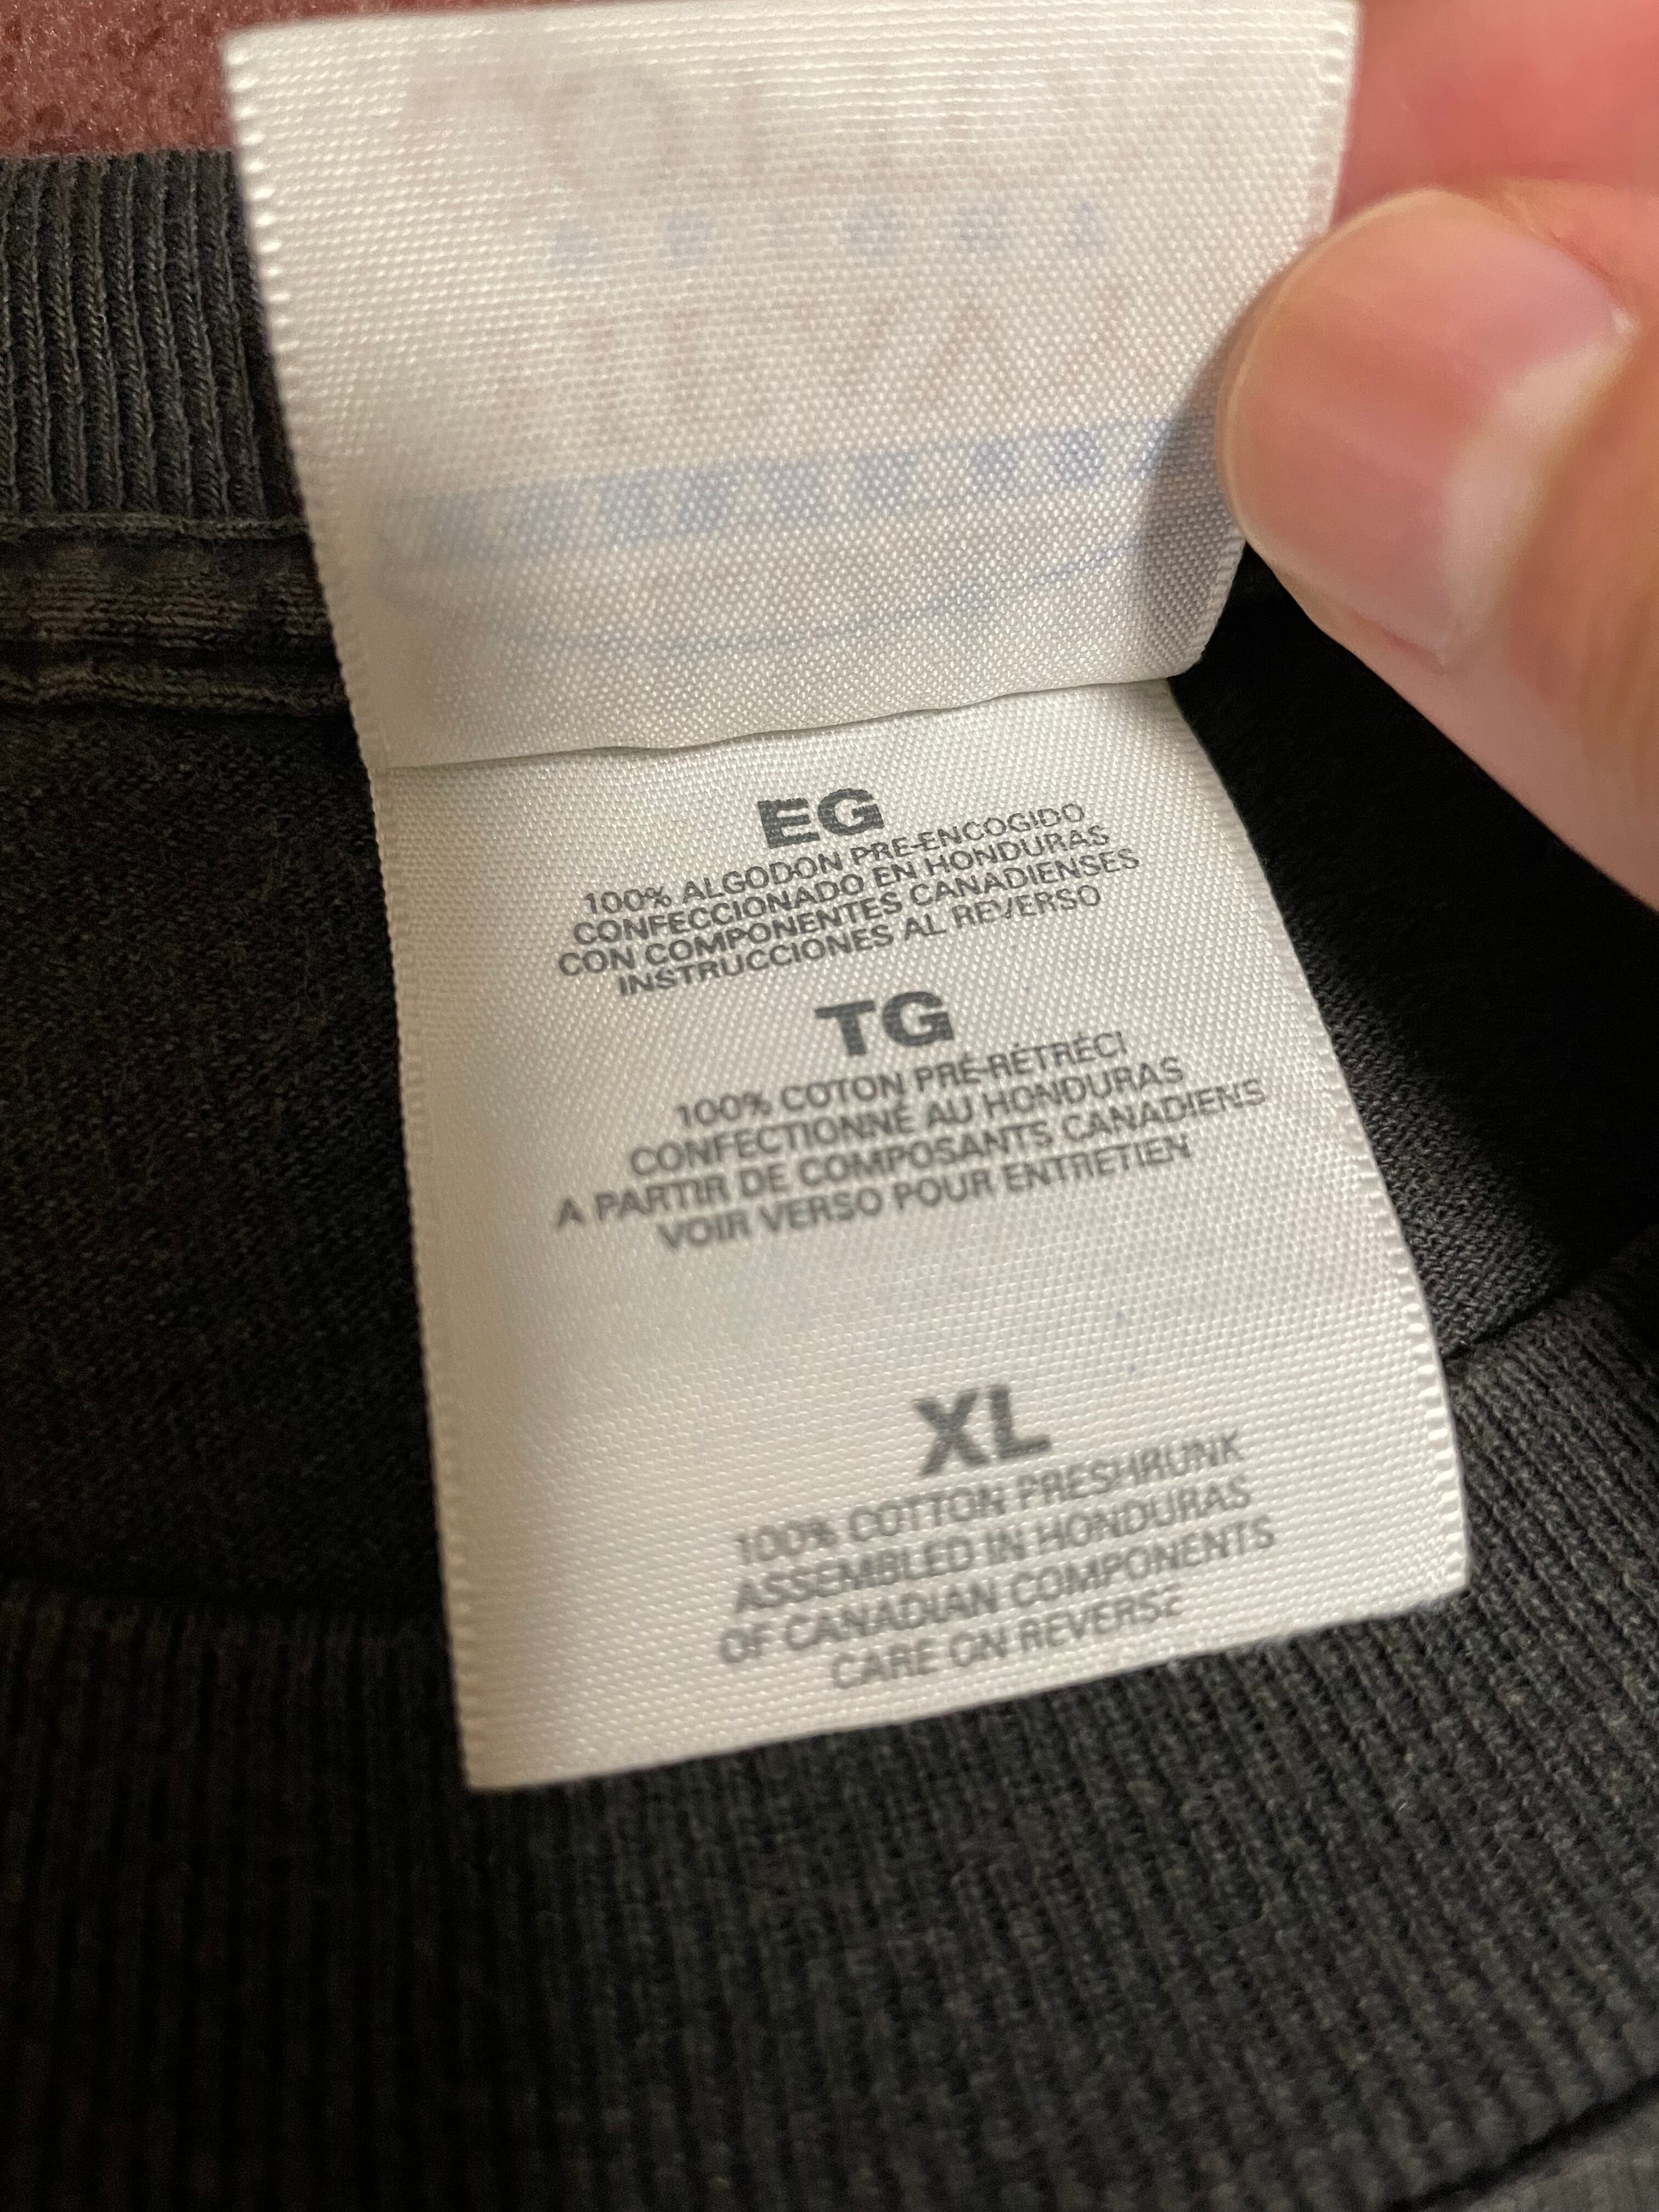 EG
100% ALGODON PRE-ENCOGIDO
CONFECCIONADO EN HONDURAS
CON COMPONENTES CANADIENSES
INSTRUCCIONES AL REVERSO
TG
100% COTON PRÉ-RÉTRÉCI
CONFECTIONNÉ AU HONDURAS
A PARTIR DE COMPOSANTS CANADIENS
VOIR VERSO POUR ENTRETIEN
XL
100% COTTON PRESHRUNK
ASSEMBLED IN HONDURAS
OF CANADIAN COMPONENTS
CARE ON REVERSE